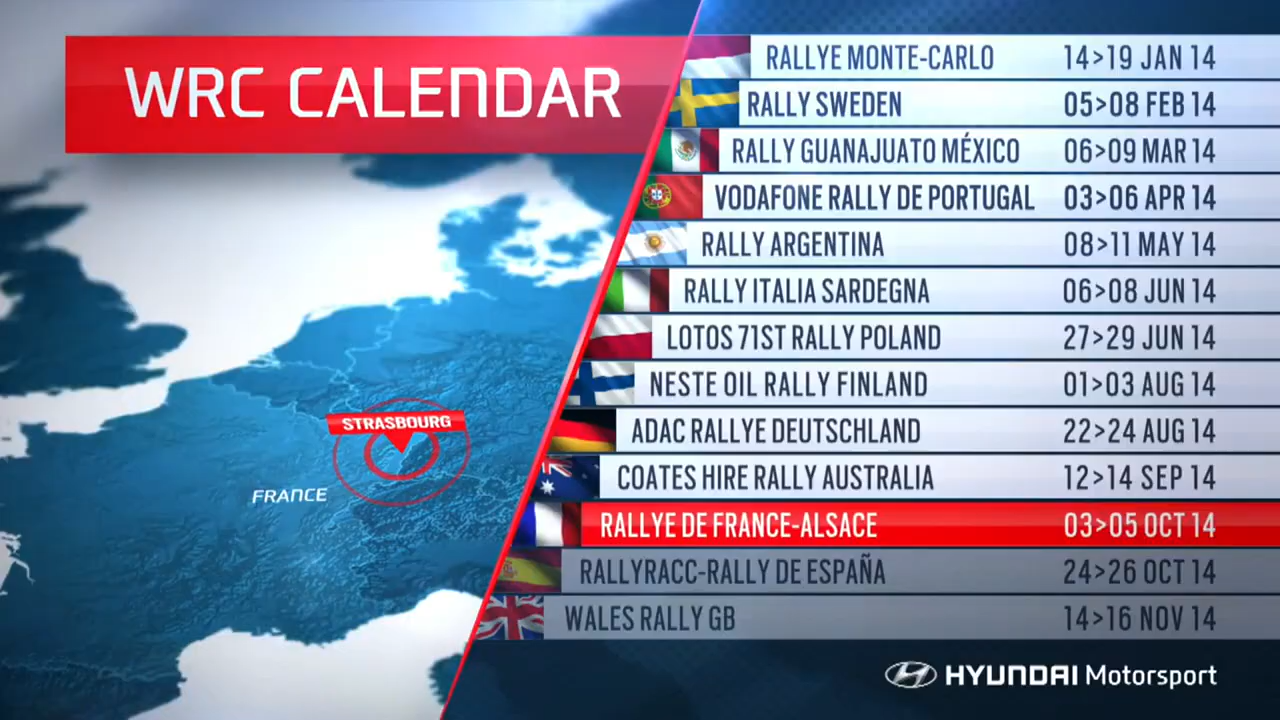 WRC CALENDAR
RALLYE MONTE-CARLO 14>19 JAN 14
RALLY SWEDEN 05>08 FEB 14
RALLY GUANAJUATO MÉXICO 06>09 MAR 14
VODAFONE RALLY DE PORTUGAL 03>06 APR 14
RALLY ARGENTINA 08>11 MAY 14
RALLY ITALIA SARDEGNA 06>08 JUN 14
LOTOS 71ST RALLY POLAND 27>29 JUN 14
NESTE OIL RALLY FINLAND 01>03 AUG 14
ADAC RALLYE DEUTSCHLAND 22>24 AUG 14
COATES HIRE RALLY AUSTRALIA 12>14 SEP 14
RALLYE DE FRANCE-ALSACE 03>05 OCT 14
RALLYRACC-RALLY DE ESPAÑA 24>26 OCT 14
WALES RALLY GB 14>16 NOV 14
STRASBOURG
FRANCE
HYUNDAI Motorsport